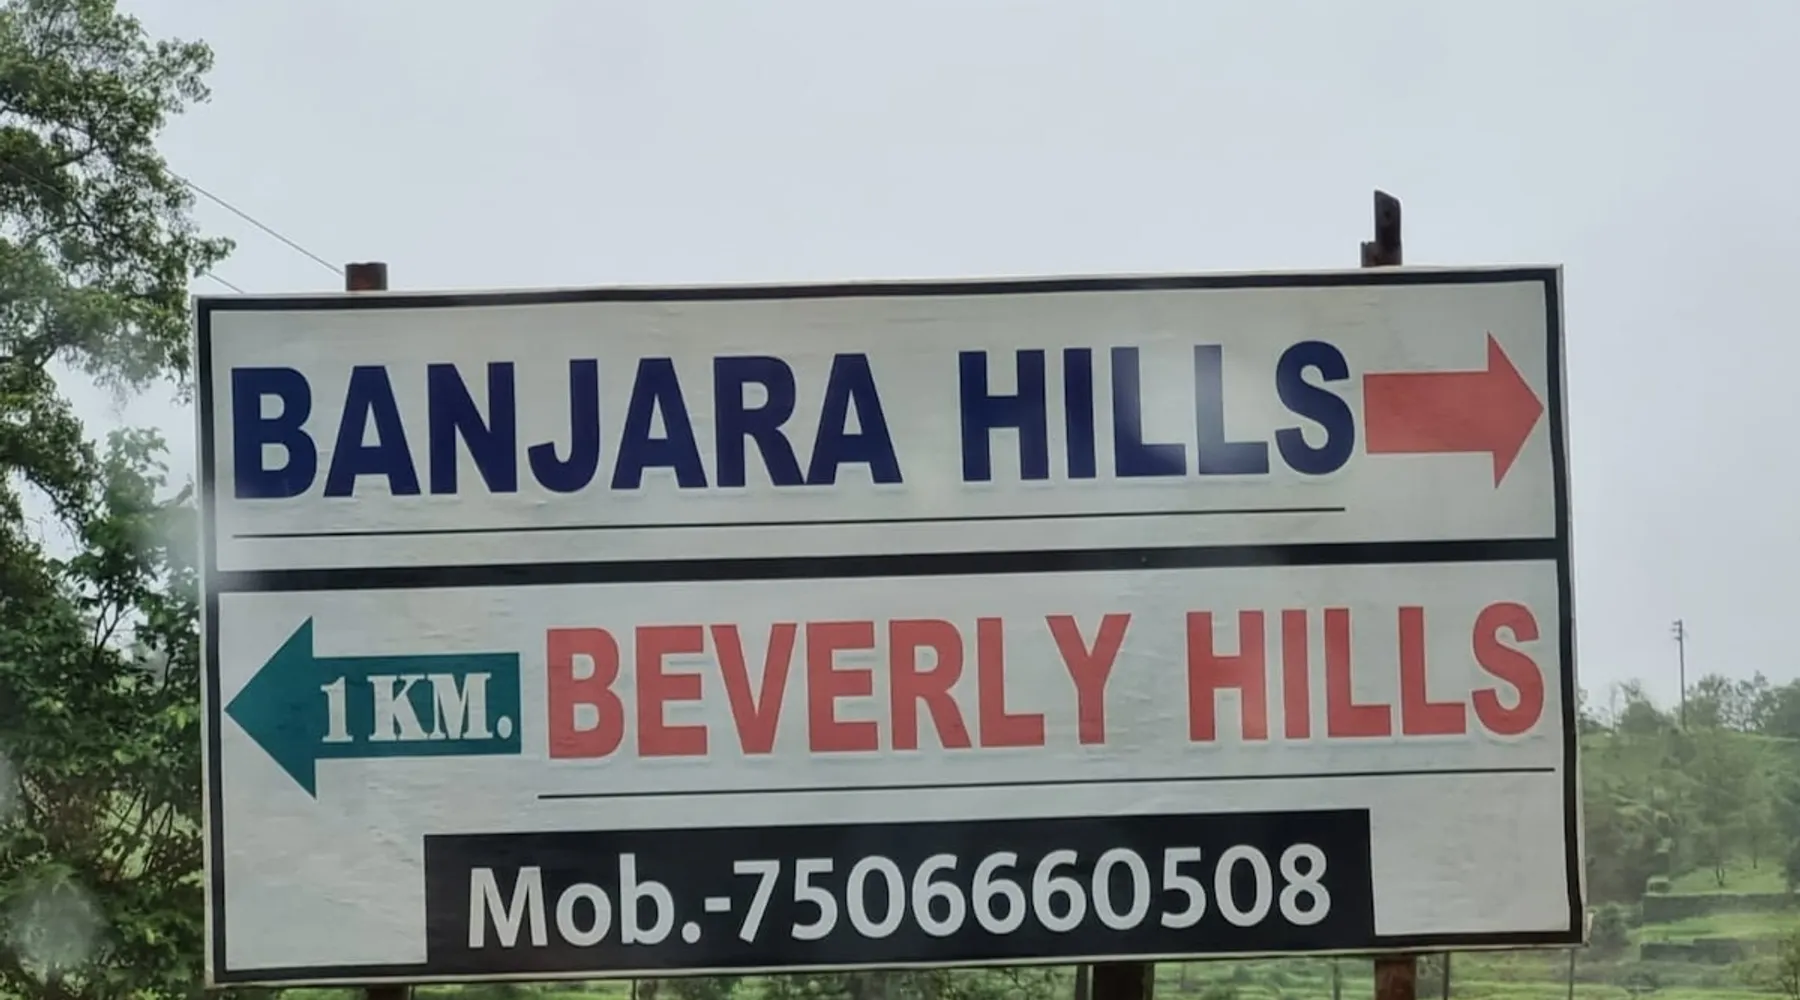 BANJARA HILLS
1 KM. BEVERLY HILLS
Mob.-7506660508